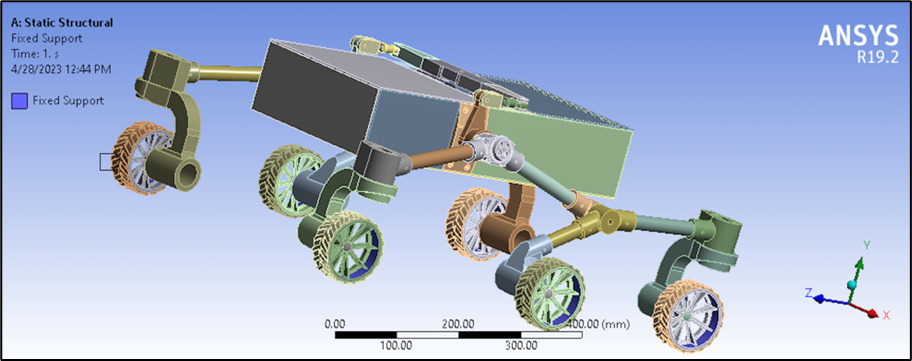 A: Static Structural
Fixed Support
Time: 1. s
4/28/2023 12:44 PM
Fixed Support
ANSYS
R19.2
Y
Z
X
0.00
200.00
400.00 (mm)
100.00
300.00